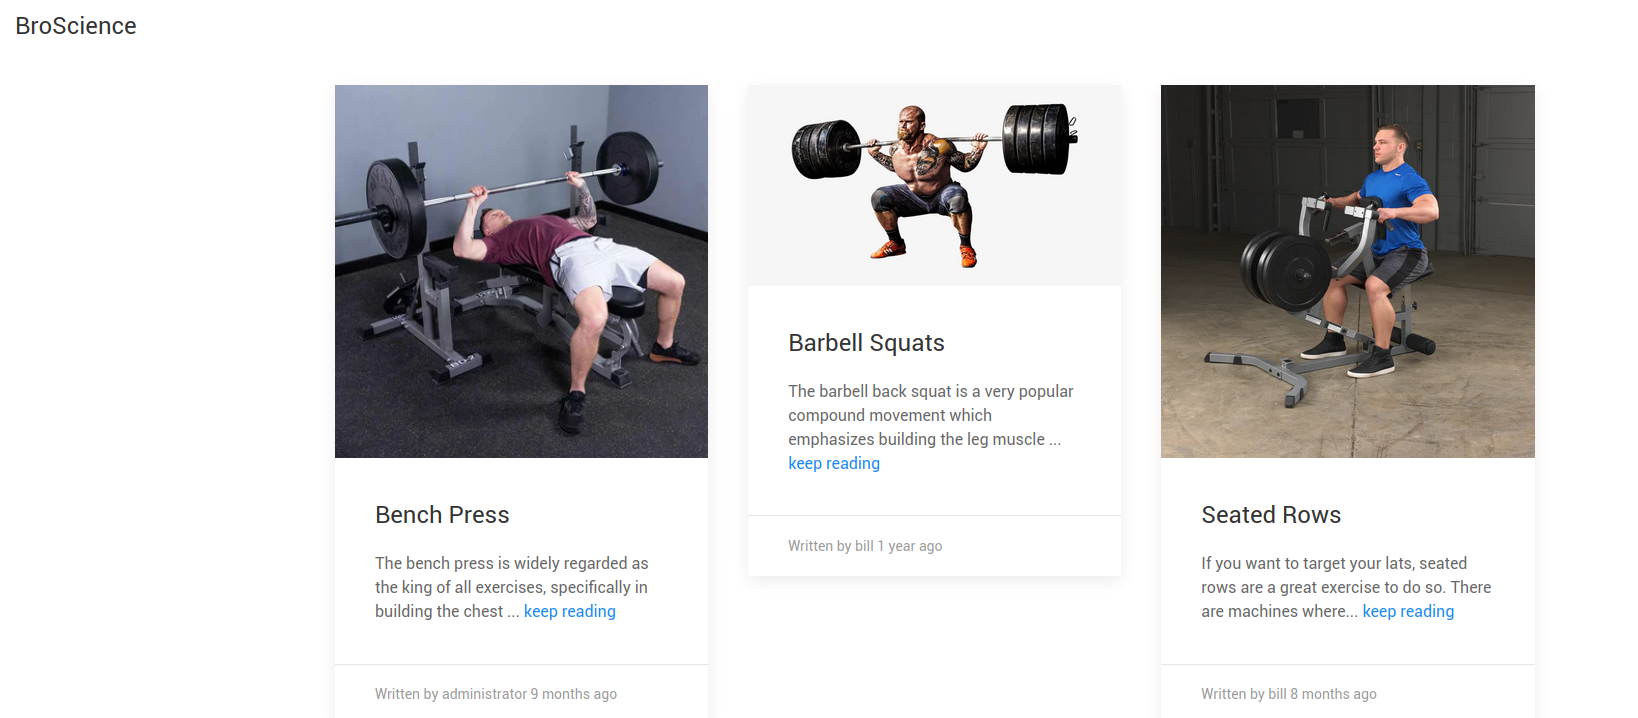 BroScience
Bench Press
The bench press is widely regarded as
the king of all exercises, specifically in
building the chest ... keep reading
Written by administrator 9 months ago
Barbell Squats
The barbell back squat is a very popular
compound movement which
emphasizes building the leg muscle ...
keep reading
Written by bill 1 year ago
Seated Rows
If you want to target your lats, seated
rows are a great exercise to do so. There
are machines where... keep reading
Written by bill 8 months ago